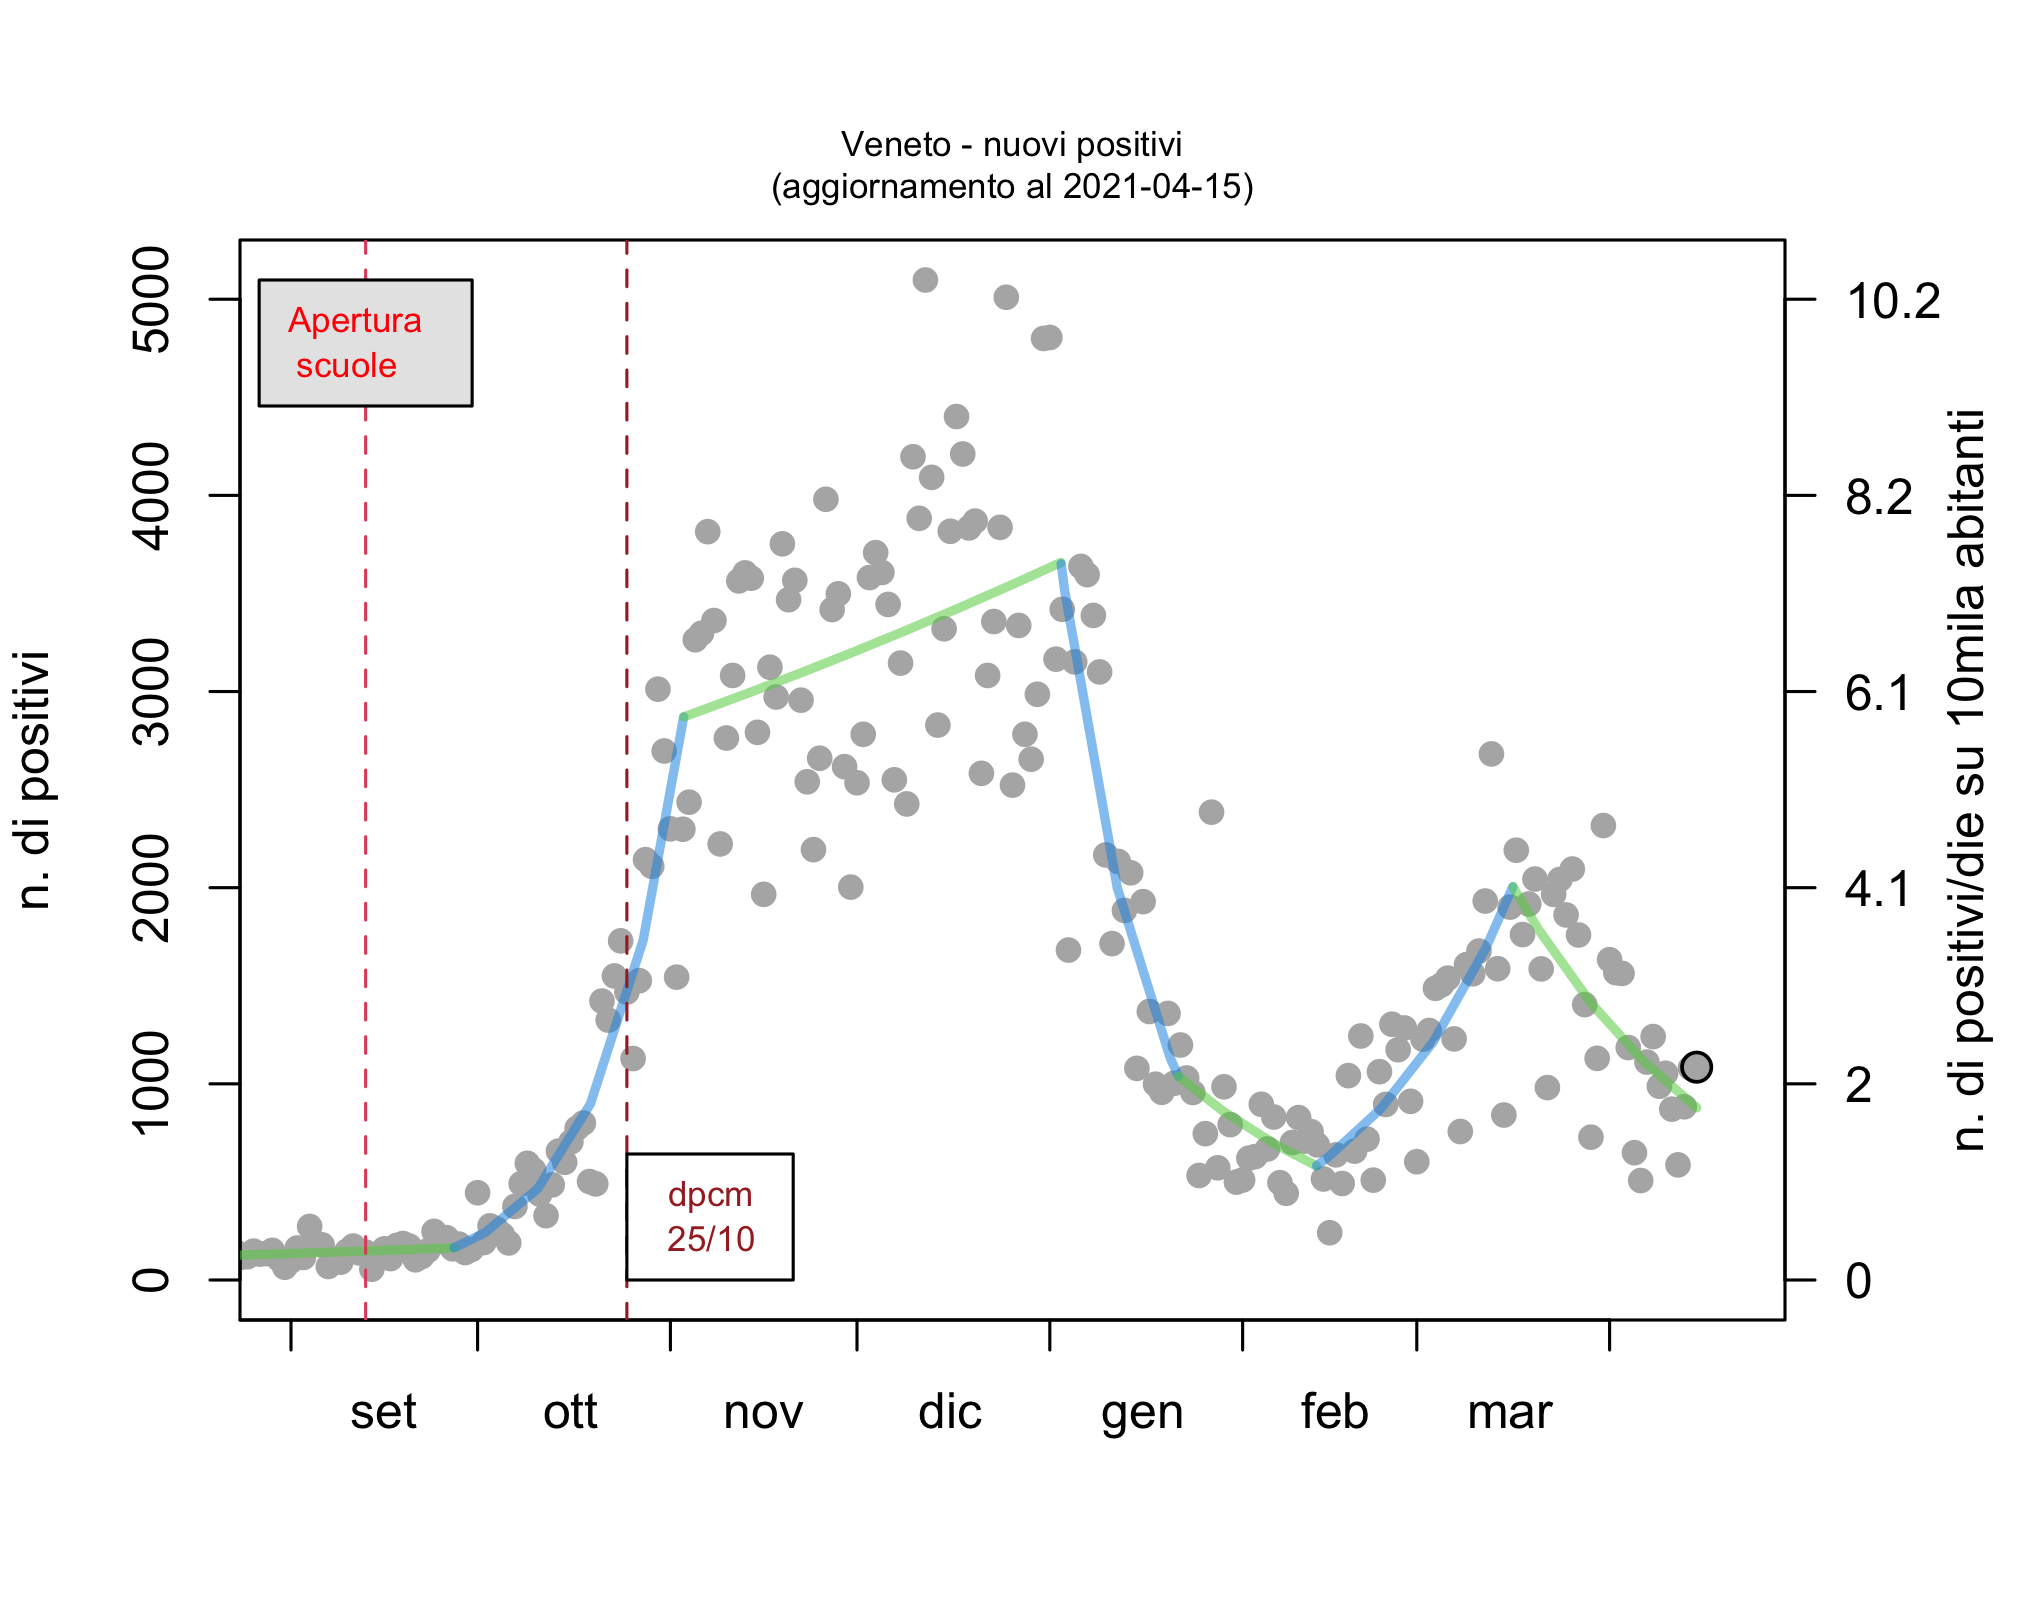 Veneto - nuovi positivi
(aggiornamento al 2021-04-15)
n. di positivi
5000
4000
3000
2000
1000
0
Apertura
scuole
dpcm
25/10
10.2
8.2
6.1
4.1
2
0
n. di positivi/die su 10mila abitanti
set ott nov dic gen feb mar